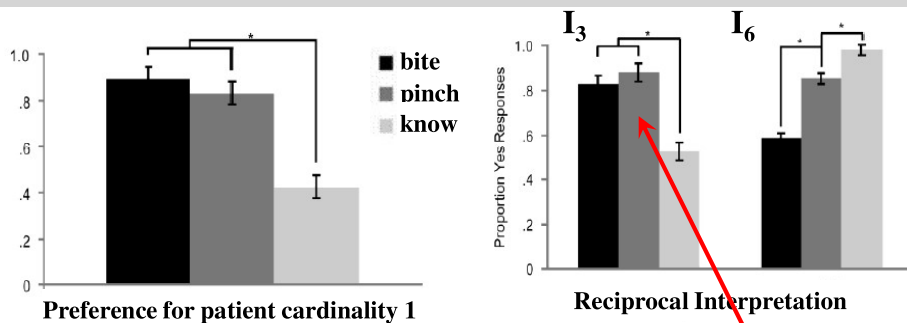 *
1.0
.8
.6
.4
.2
0
bite
pinch
know
Preference for patient cardinality 1
I3
I6
*
*
*
Proportion Yes Responses
1.0
.8
.6
.4
.2
0
Reciprocal Interpretation